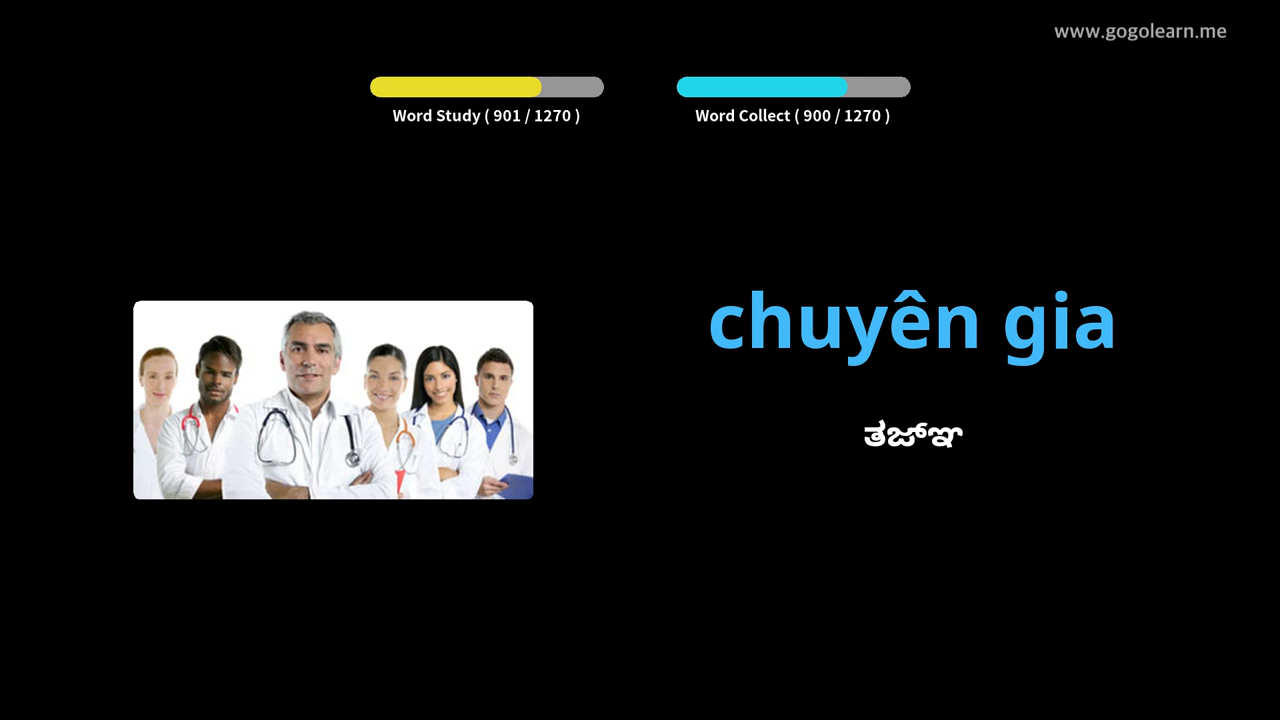 www.gogolearn.me
Word Study ( 901 / 1270 )
Word Collect ( 900 / 1270 )
chuyên gia
ತಜ್‌ಞ